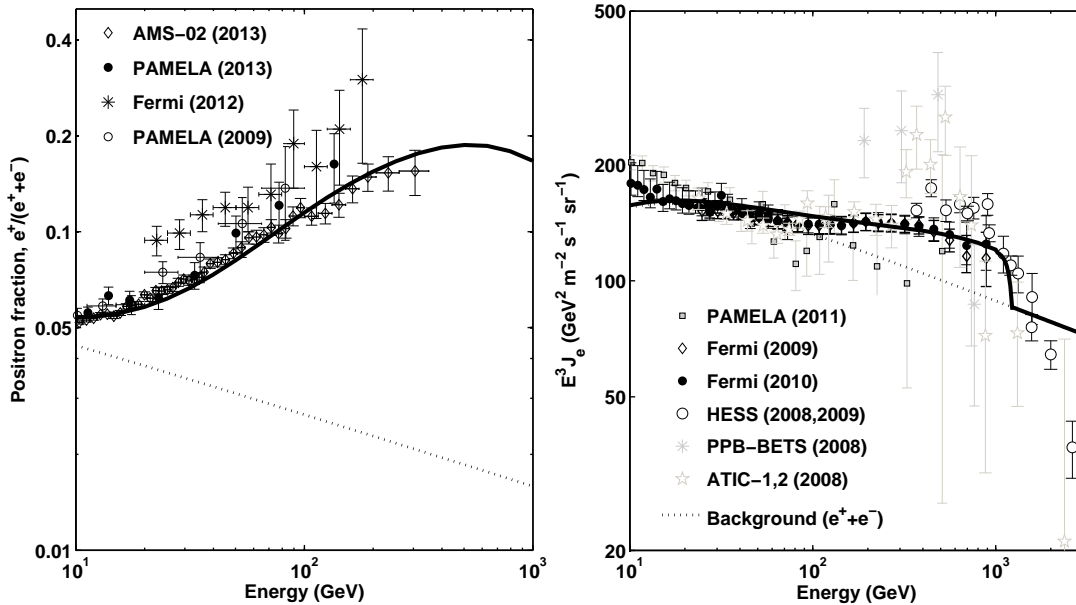 Positron fraction, e⁺/(e⁺+e⁻)
0.4
0.2
0.1
0.05
0.01
AMS−02 (2013)
PAMELA (2013)
Fermi (2012)
PAMELA (2009)
10¹
10²
10³
Energy (GeV)
E³J_e (GeV² m⁻² s⁻¹ sr⁻¹)
500
200
100
50
20
PAMELA (2011)
Fermi (2009)
Fermi (2010)
HESS (2008,2009)
PPB−BETS (2008)
ATIC−1,2 (2008)
Background (e⁺+e⁻)
10¹
10²
10³
Energy (GeV)